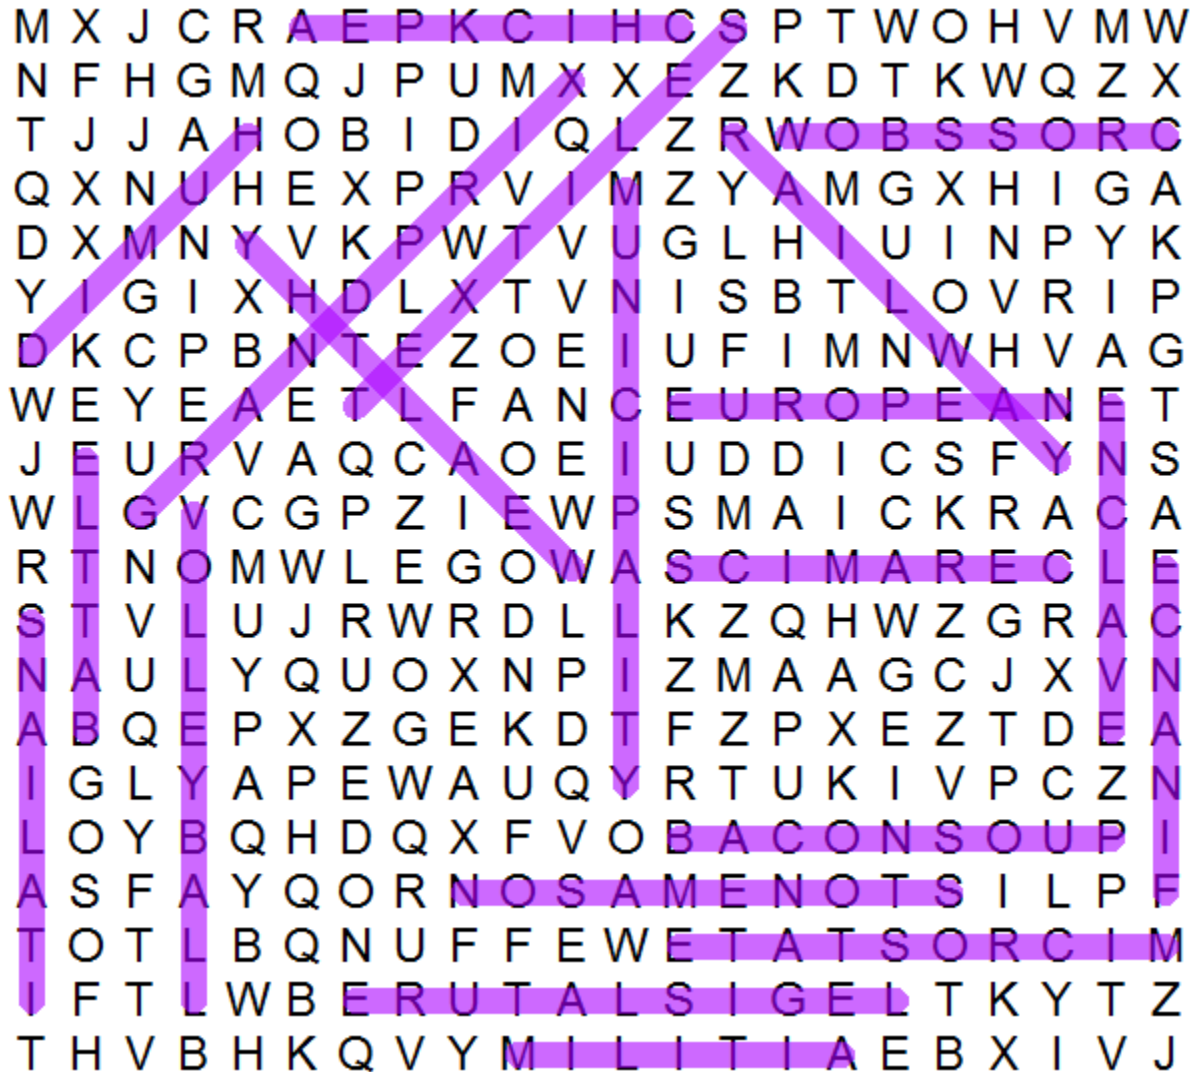 M X J C R A E P K C I H C S P T W O H V M W
N F H G M Q J P U M X X E Z K D T K W Q Z X
T J J A H O B I D I Q L Z R W O B S S O R C
Q X N U H E X P R V I M Z Y A M G X H I G A
D X M N Y V K P W T V U G L H I U I N P Y K
Y I G I X H D L X T V N I S B T L O V R I P
D K C P B N T E Z O E I U F I M N W H V A G
W E Y E A E T L F A N C E U R O P E A N E T
J E U R V A Q C A O E I U D D I C S F Y N S
W L G V C G P Z I E W P S M A I C K R A C A
R T N O M W L E G O W A S C I M A R E C L E
S T V L U J R W R D L L K Z Q H W Z G R A C
N A U L Y Q U O X N P I Z M A A G C J X V N
A B Q E P X Z G E K D T F Z P X E Z T D E A
I G L Y A P E W A U Q Y R T U K I V P C Z N
L O Y B Q H D Q X F V O B A C O N S O U P I
A S F A Y Q O R N O S A M E N O T S I L P F
T O T L B Q N U F F E W E T A T S O R C I M
I F T L W B E R U T A L S I G E L T K Y T Z
T H V B H K Q V Y M I L I T I A E B X I V J